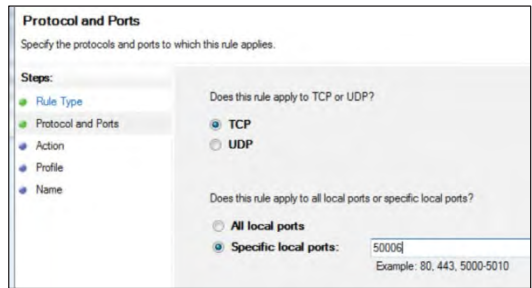 Protocol and Ports
Specify the protocols and ports to which this rule applies.
Steps:
Rule Type
Protocol and Ports
Action
Profile
Name
Does this rule apply to TCP or UDP?
TCP
UDP
Does this rule apply to all local ports or specific local ports?
All local ports
Specific local ports: 50006
Example: 80, 443, 5000-5010